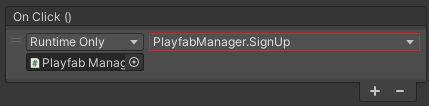 On Click ()
Runtime Only PlayfabManager.SignUp
Playfab Manag